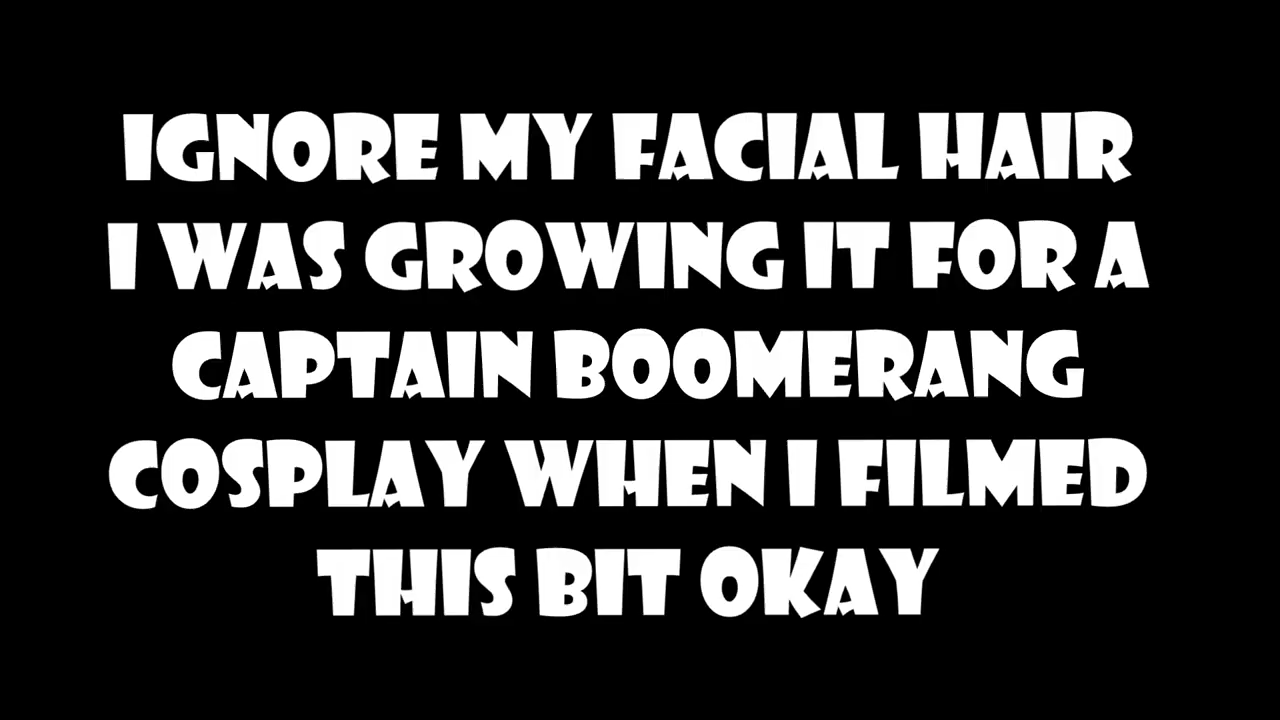 IGNORE MY FACIAL HAIR
I WAS GROWING IT FOR A
CAPTAIN BOOMERANG
COSPLAY WHEN I FILMED
THIS BIT OKAY